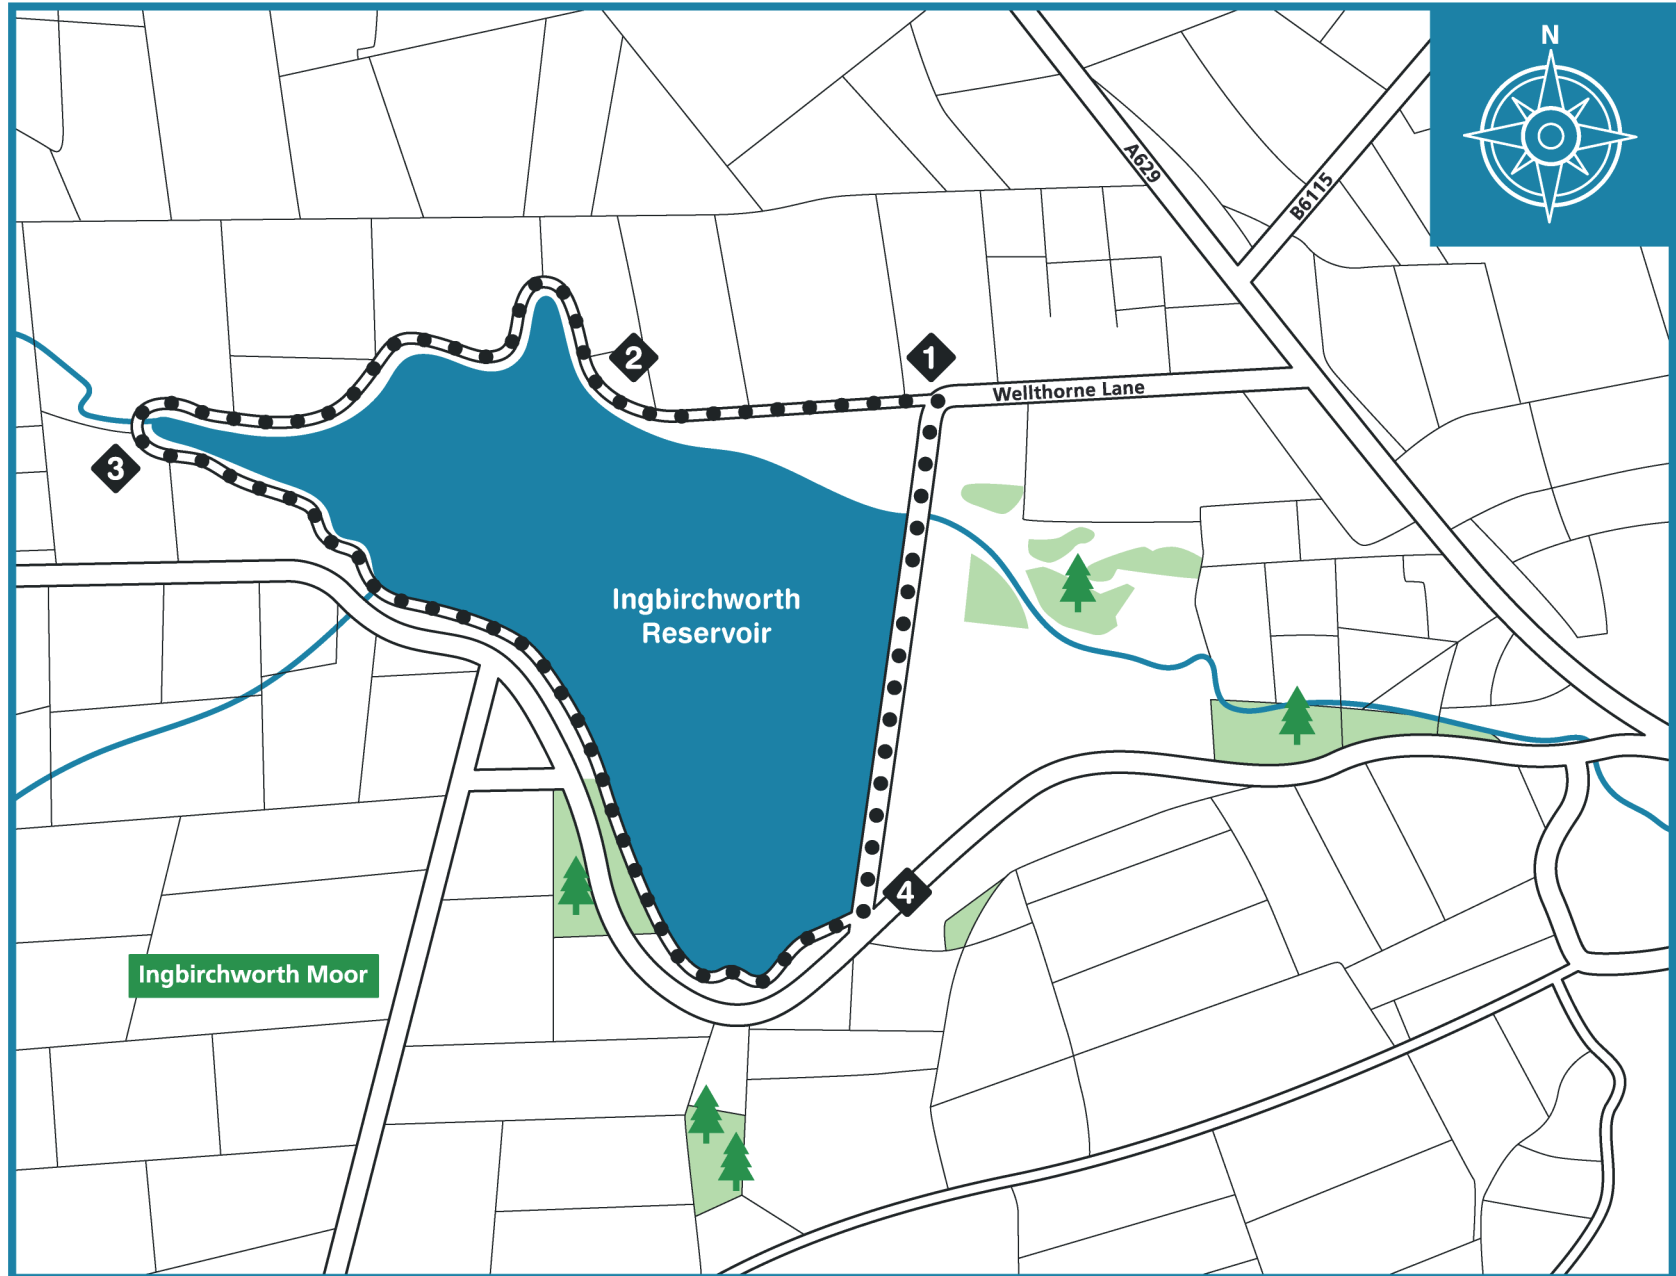 N
A629
B6115
2
1
Wellthorne Lane
3
Ingbirchworth
Reservoir
4
Ingbirchworth Moor